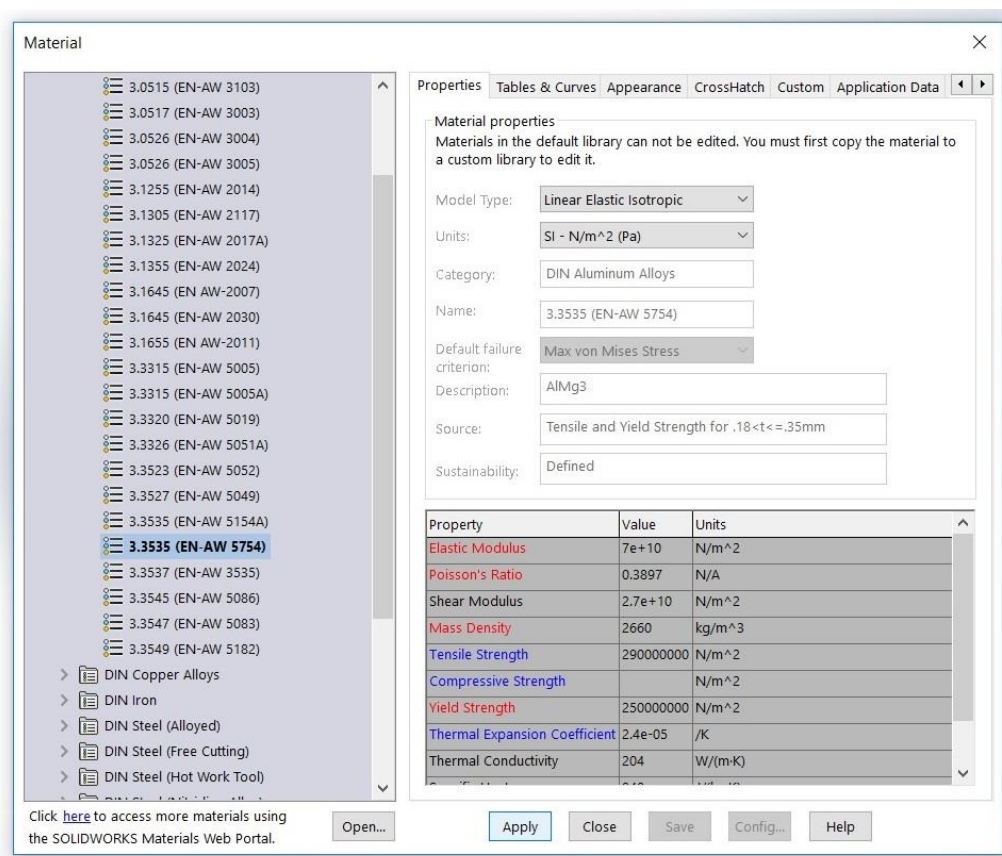 Material
3.0515 (EN-AW 3103)
3.0517 (EN-AW 3003)
3.0526 (EN-AW 3004)
3.0526 (EN-AW 3005)
3.1255 (EN-AW 2014)
3.1305 (EN-AW 2117)
3.1325 (EN-AW 2017A)
3.1355 (EN-AW 2024)
3.1645 (EN AW-2007)
3.1645 (EN-AW 2030)
3.1655 (EN AW-2011)
3.3315 (EN-AW 5005)
3.3315 (EN-AW 5005A)
3.3320 (EN-AW 5019)
3.3326 (EN-AW 5051A)
3.3523 (EN-AW 5052)
3.3527 (EN-AW 5049)
3.3535 (EN-AW 5154A)
3.3535 (EN-AW 5754)
3.3537 (EN-AW 3535)
3.3545 (EN-AW 5086)
3.3547 (EN-AW 5083)
3.3549 (EN-AW 5182)
DIN Copper Alloys
DIN Iron
DIN Steel (Alloyed)
DIN Steel (Free Cutting)
DIN Steel (Hot Work Tool)
Click here to access more materials using
the SOLIDWORKS Materials Web Portal.
Open...
Properties Tables & Curves Appearance CrossHatch Custom Application Data
Material properties
Materials in the default library can not be edited. You must first copy the material to
a custom library to edit it.
Model Type: Linear Elastic Isotropic
Units: SI - N/m^2 (Pa)
Category: DIN Aluminum Alloys
Name: 3.3535 (EN-AW 5754)
Default failure
criterion:
Max von Mises Stress
Description: AlMg3
Source: Tensile and Yield Strength for .18<t<=.35mm
Sustainability: Defined
Property Value Units
Elastic Modulus 7e+10 N/m^2
Poisson's Ratio 0.3897 N/A
Shear Modulus 2.7e+10 N/m^2
Mass Density 2660 kg/m^3
Tensile Strength 290000000 N/m^2
Compressive Strength N/m^2
Yield Strength 250000000 N/m^2
Thermal Expansion Coefficient 2.4e-05 /K
Thermal Conductivity 204 W/(m·K)
Apply Close Save Config... Help